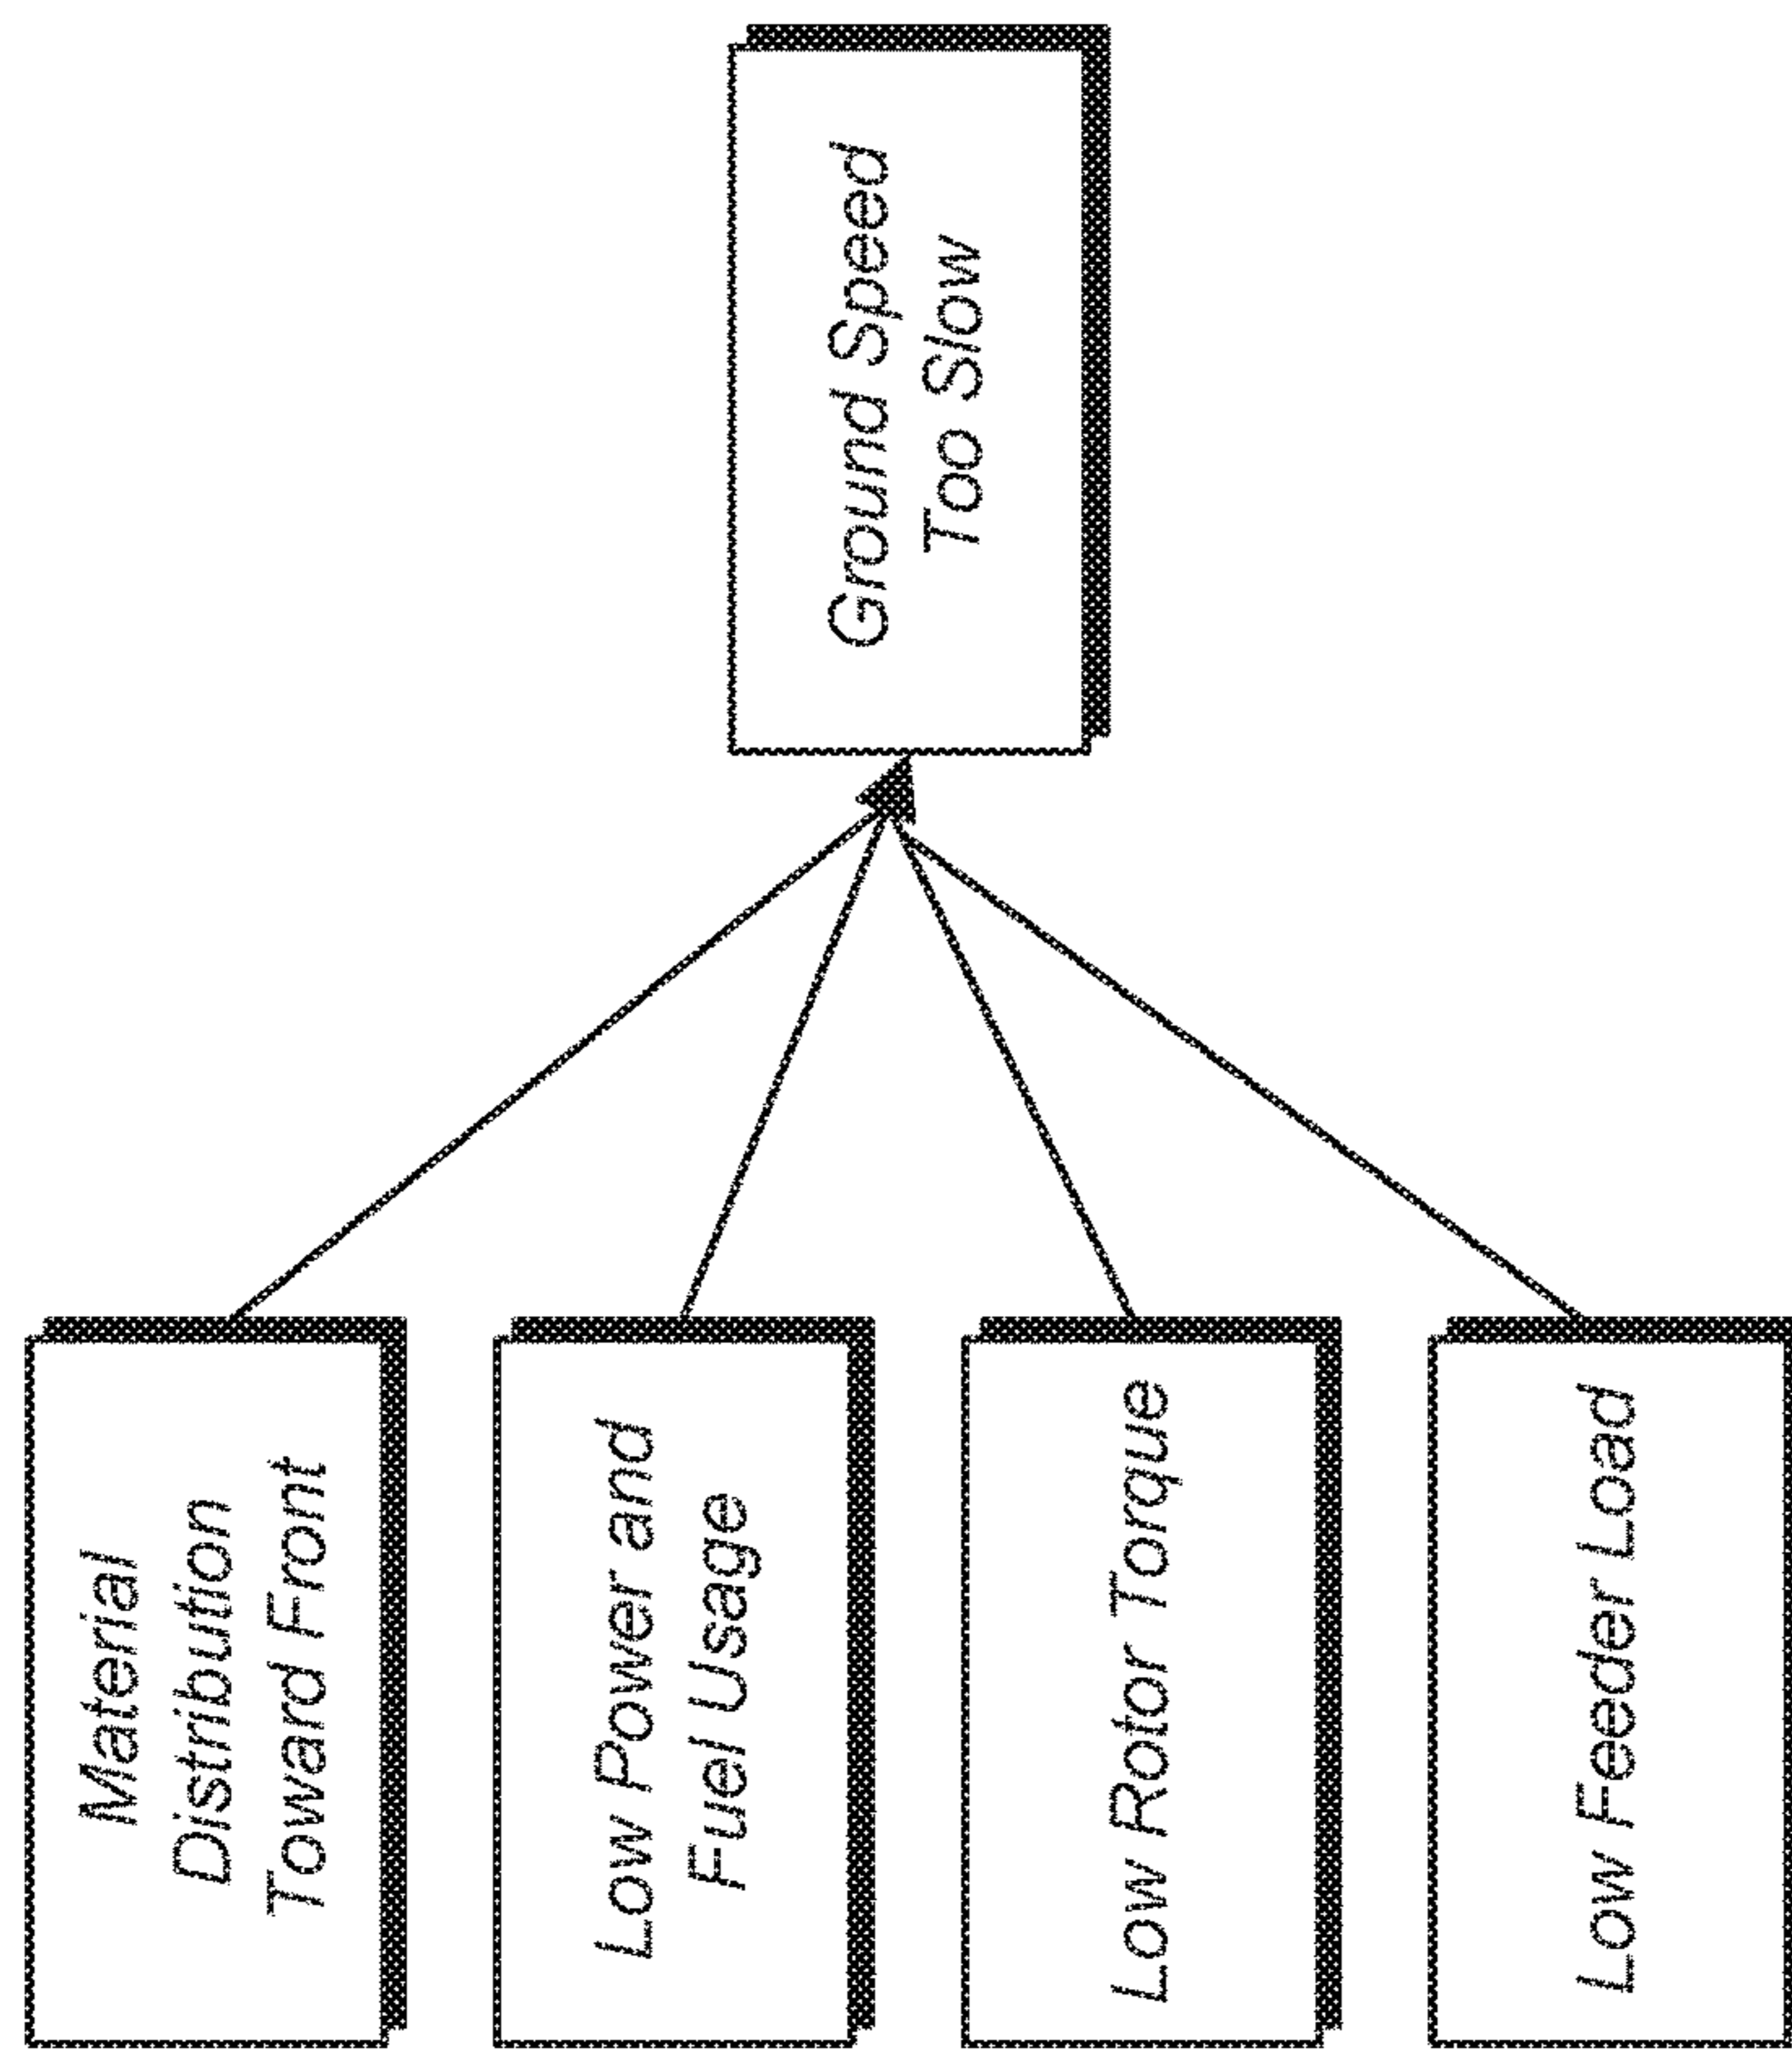 Material
Distribution
Toward Front
Low Power and
Fuel Usage
Low Rotor Torque
Low Feeder Load
Ground Speed
Too Slow